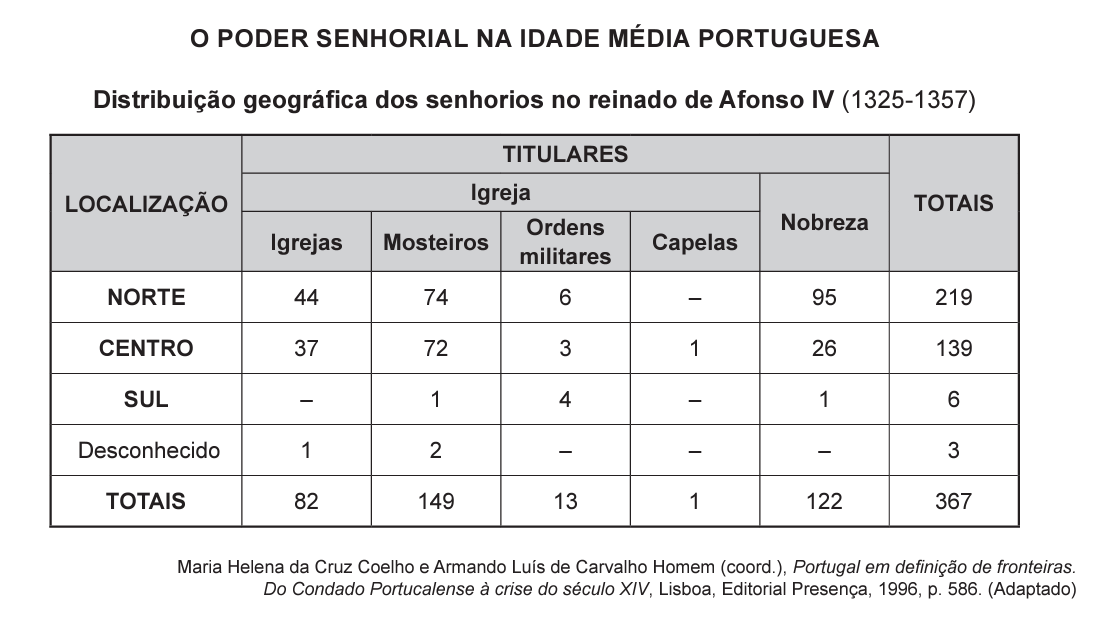 O PODER SENHORIAL NA IDADE MÉDIA PORTUGUESA
Distribuição geográfica dos senhorios no reinado de Afonso IV (1325-1357)
LOCALIZAÇÃO
TITULARES
TOTAIS
Igreja
Nobreza
Igrejas
Mosteiros
Ordens
militares
Capelas
NORTE 44 74 6 – 95 219
CENTRO 37 72 3 1 26 139
SUL – 1 4 – 1 6
Desconhecido 1 2 – – – 3
TOTAIS 82 149 13 1 122 367
Maria Helena da Cruz Coelho e Armando Luís de Carvalho Homem (coord.), Portugal em definição de fronteiras.
Do Condado Portucalense à crise do século XIV, Lisboa, Editorial Presença, 1996, p. 586. (Adaptado)